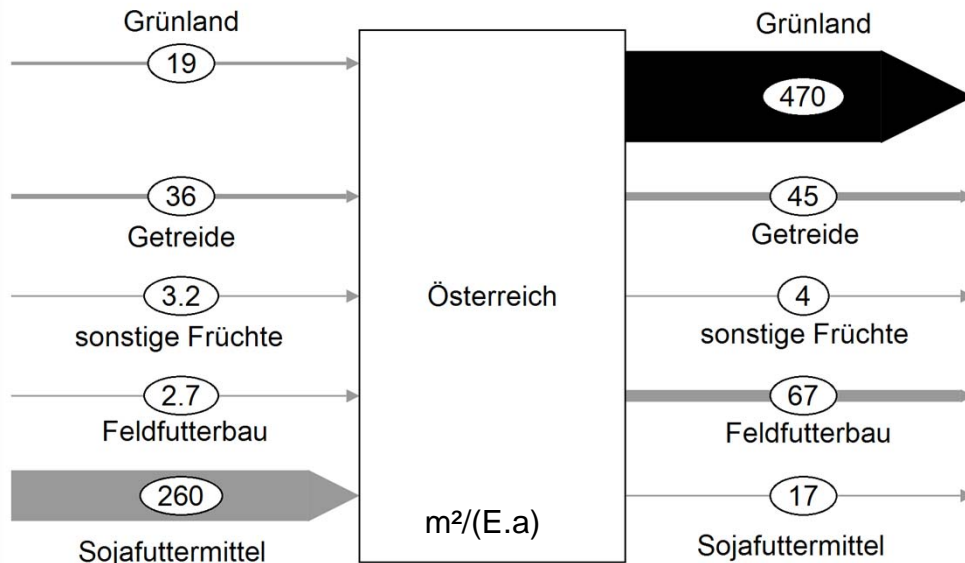 Grünland
19
36
Getreide
3.2
sonstige Früchte
2.7
Feldfutterbau
260
Sojafuttermittel
Österreich
m²/(E.a)
Grünland
470
45
Getreide
4
sonstige Früchte
67
Feldfutterbau
17
Sojafuttermittel